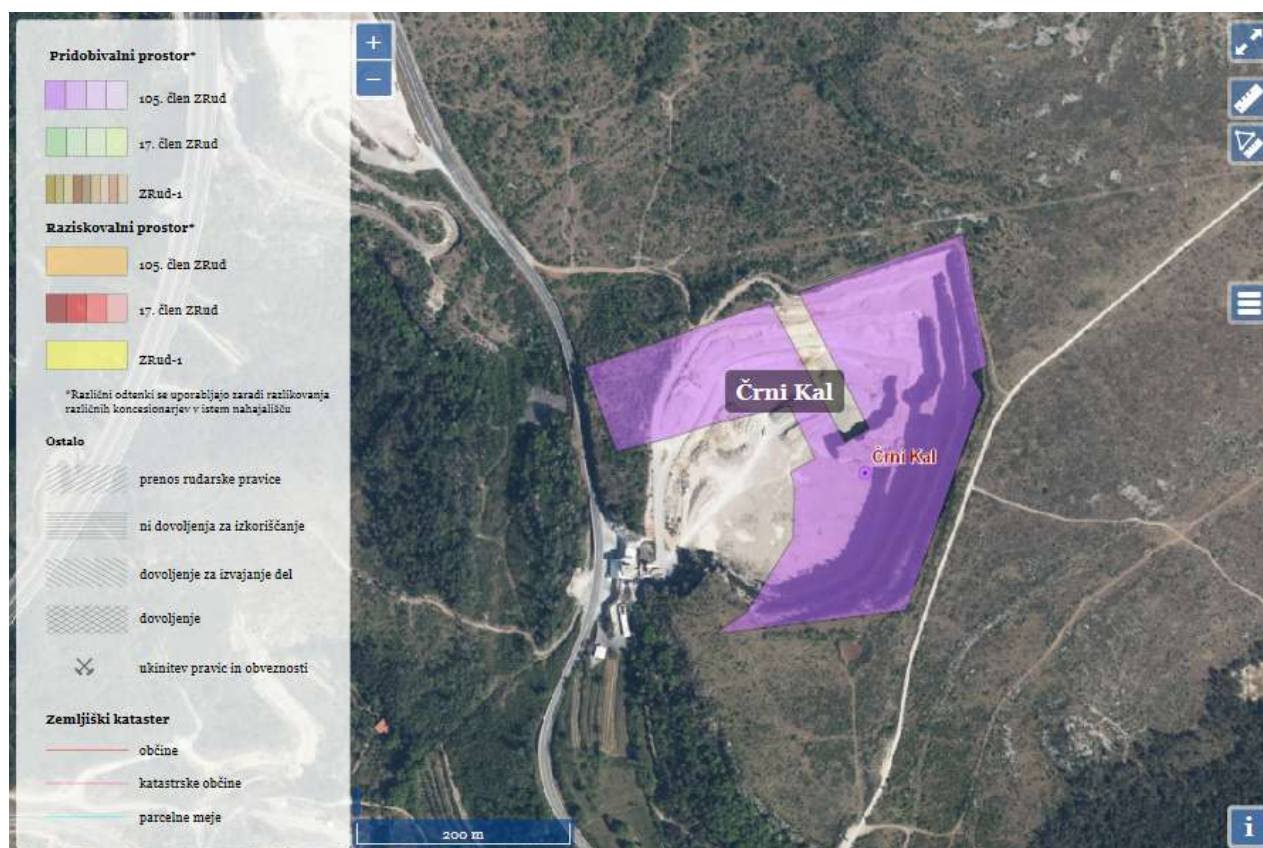 Pridobivalni prostor*
105. člen ZRud
17. člen ZRud
ZRud-1
Raziskovalni prostor*
105. člen ZRud
17. člen ZRud
ZRud-1
*Različni odtenki se uporabljajo zaradi razlikovanja
različnih koncesionarjev v istem nahajališču
Ostalo
prenos rudarske pravice
ni dovoljenja za izkoriščanje
dovoljenje za izvajanje del
dovoljenje
ukinitev pravic in obveznosti
Zemljiški kataster
občine
katastrske občine
parcelne meje
+
−
Črni Kal
Črni Kal
200 m
i